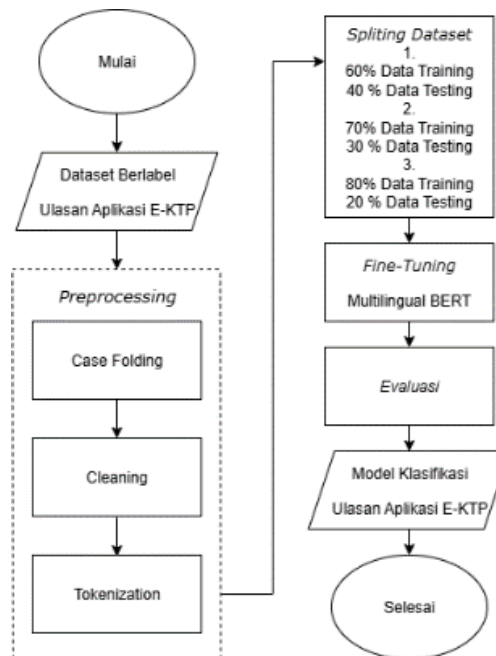 Mulai
Dataset Berlabel
Ulasan Aplikasi E-KTP
Preprocessing
Case Folding
Cleaning
Tokenization
Spliting Dataset
1.
60% Data Training
40 % Data Testing
2.
70% Data Training
30 % Data Testing
3.
80% Data Training
20 % Data Testing
Fine-Tuning
Multilingual BERT
Evaluasi
Model Klasifikasi
Ulasan Aplikasi E-KTP
Selesai